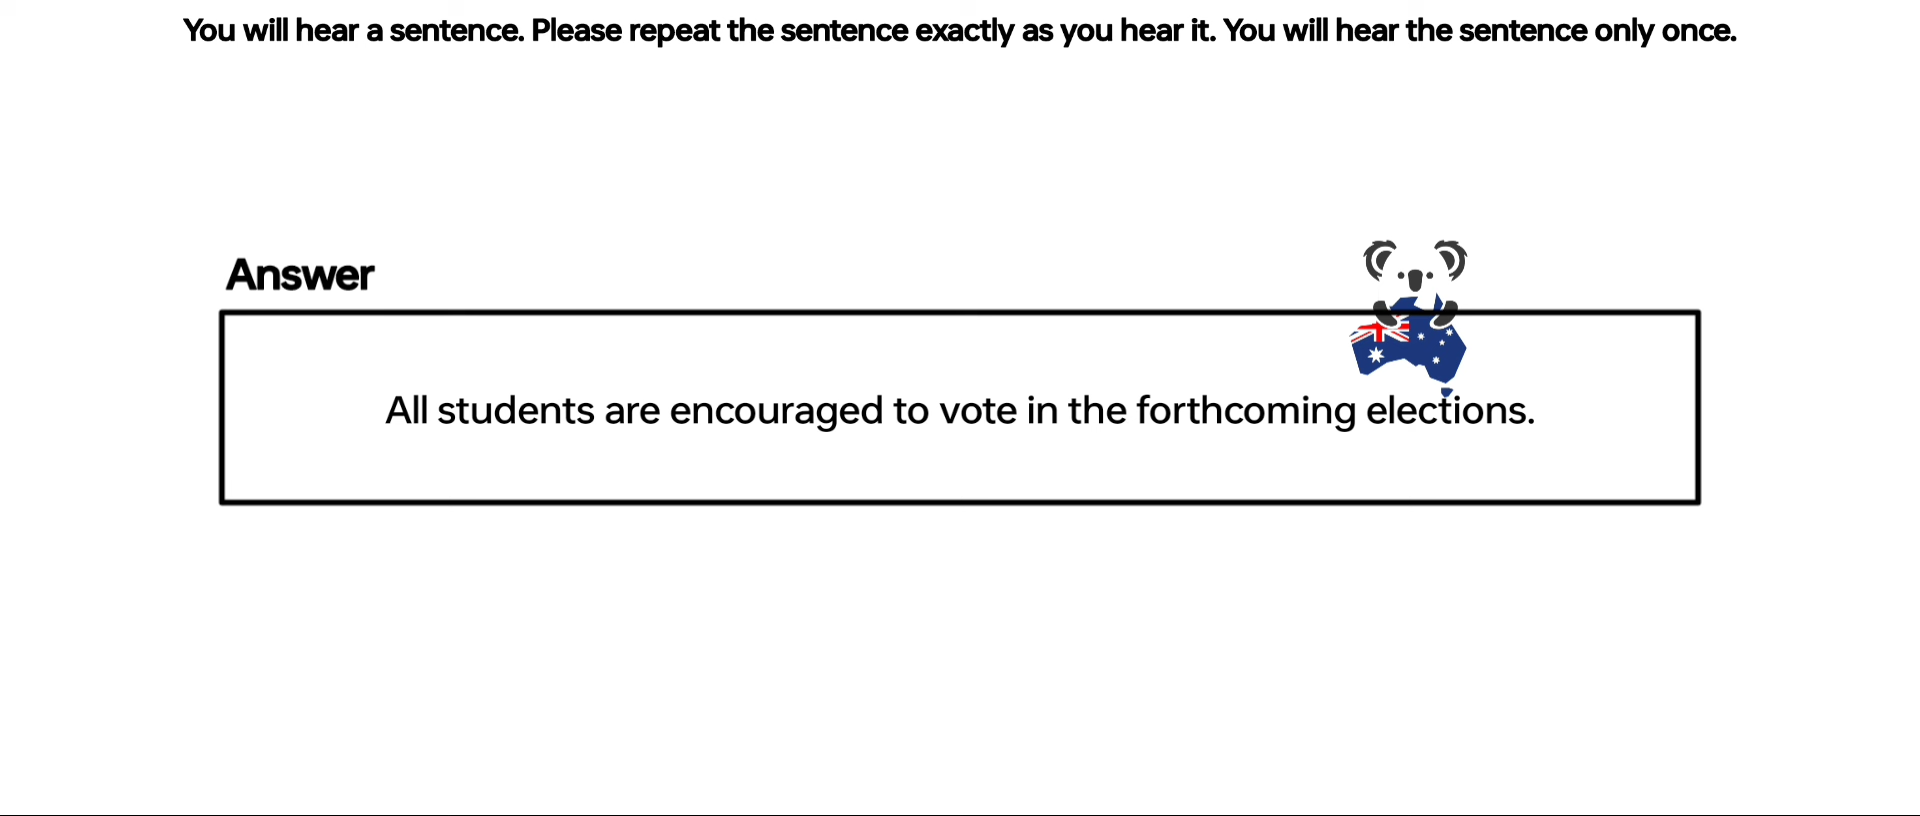 You will hear a sentence. Please repeat the sentence exactly as you hear it. You will hear the sentence only once.
Answer
All students are encouraged to vote in the forthcoming elections.